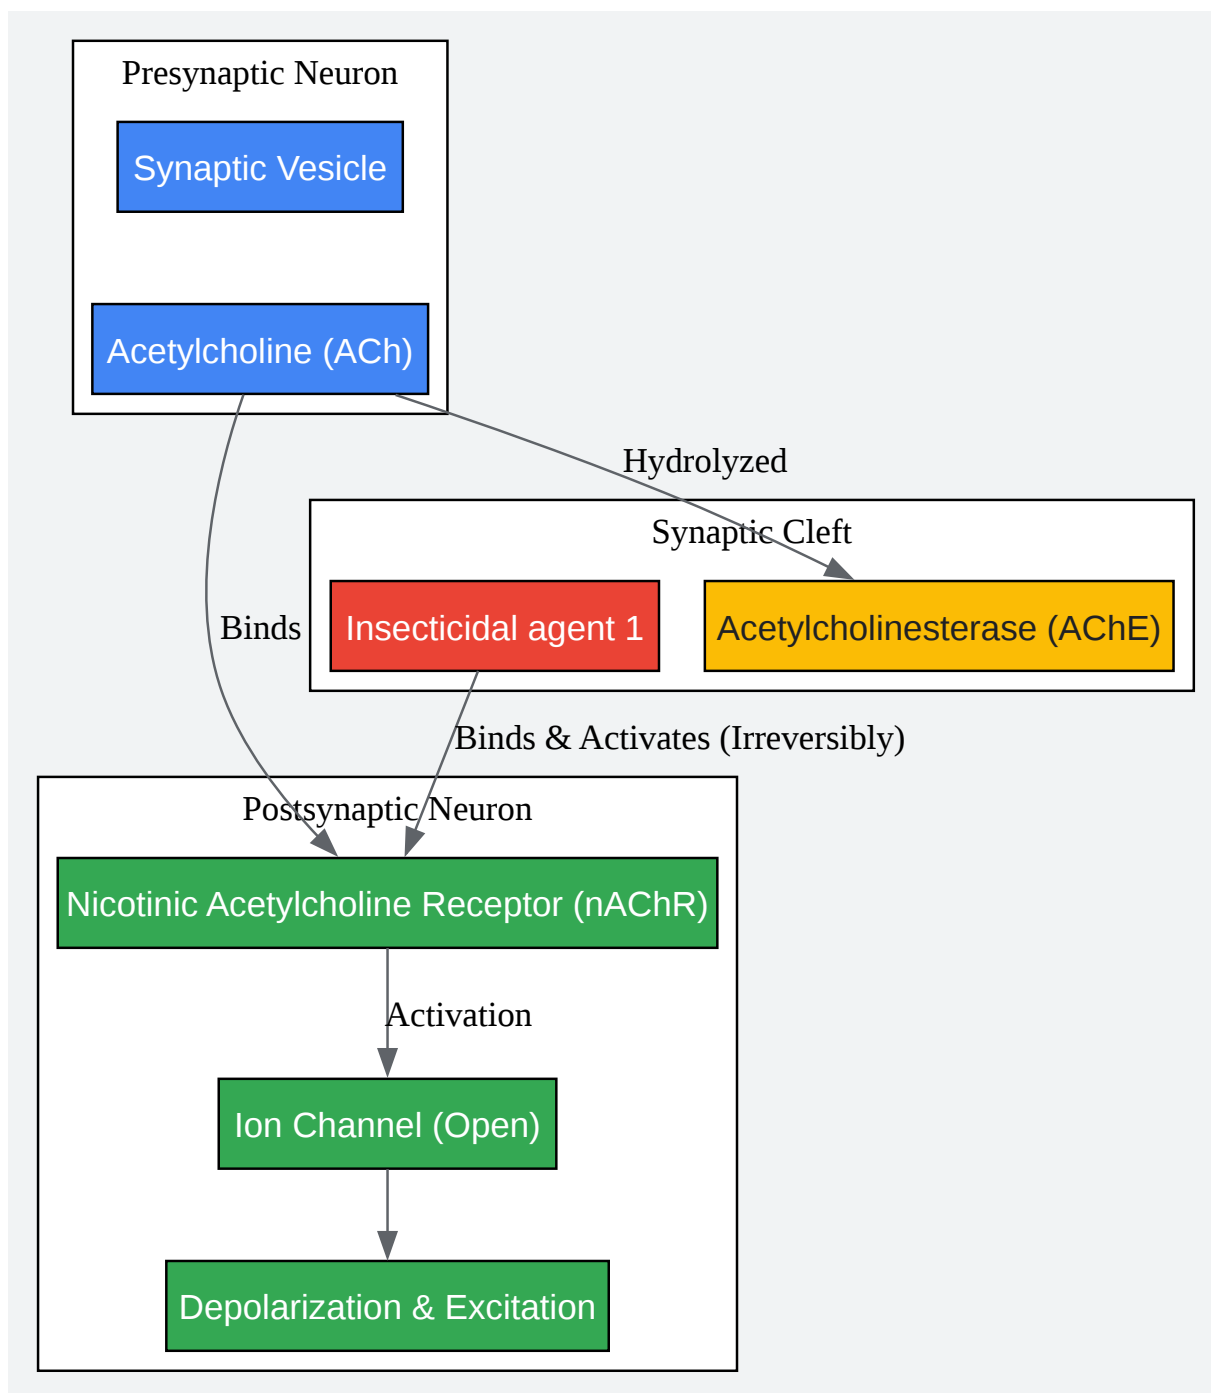 Presynaptic Neuron
Synaptic Vesicle
Acetylcholine (ACh)
Hydrolyzed
Synaptic Cleft
Binds
Insecticidal agent 1
Acetylcholinesterase (AChE)
Binds & Activates (Irreversibly)
Postsynaptic Neuron
Nicotinic Acetylcholine Receptor (nAChR)
Activation
Ion Channel (Open)
Depolarization & Excitation